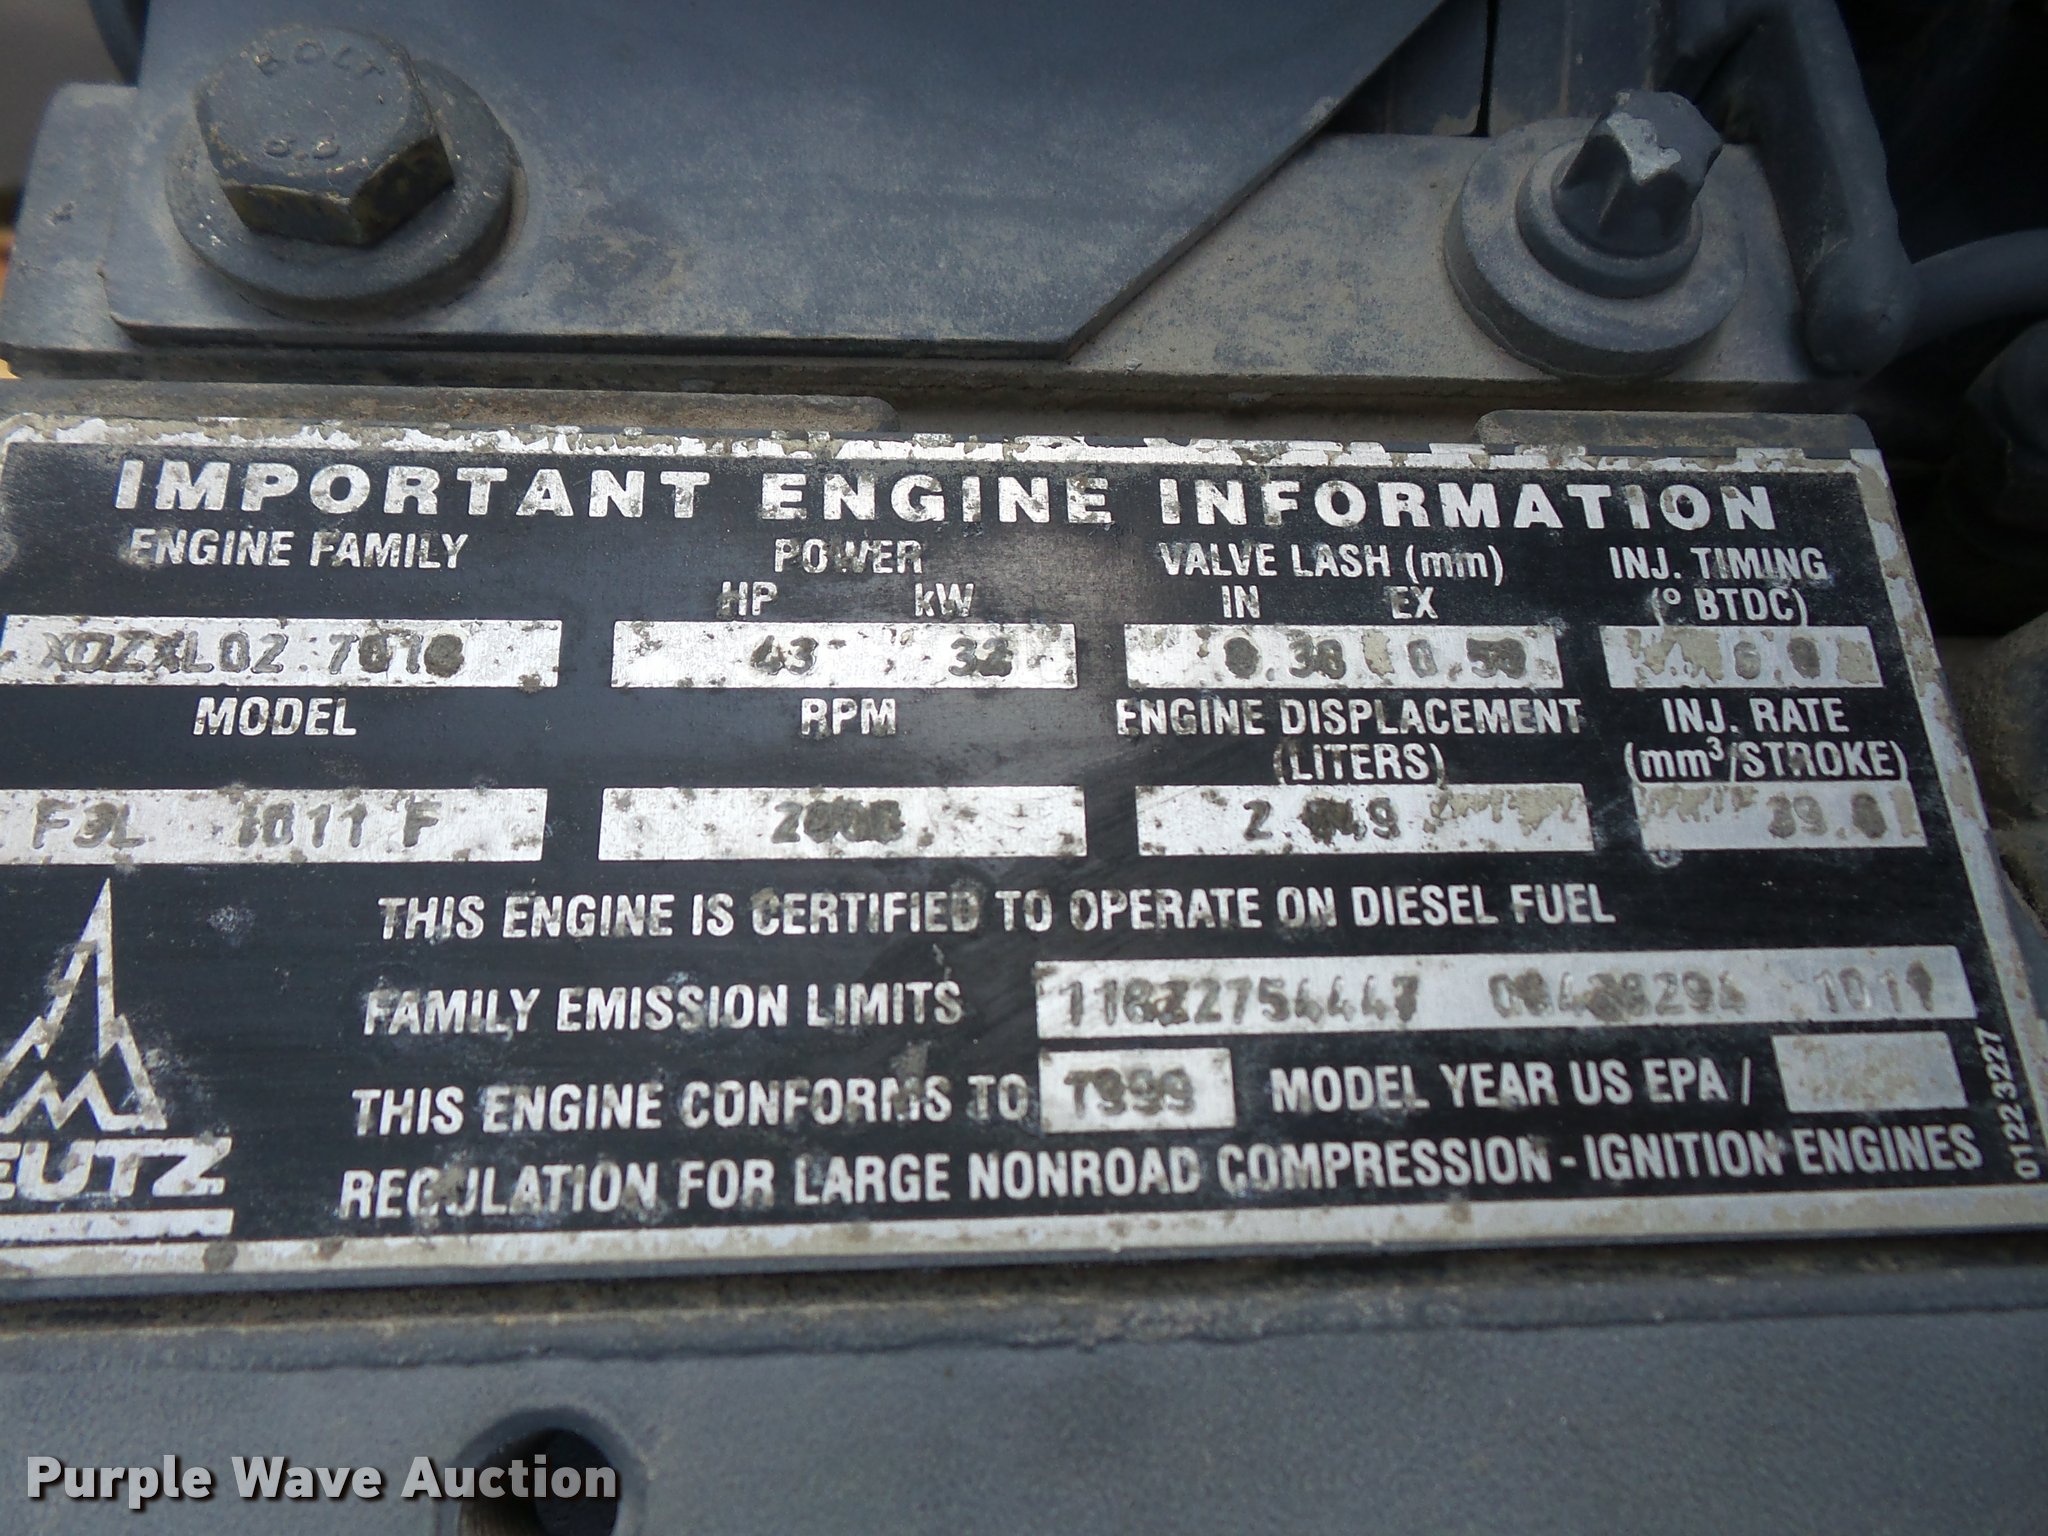 IMPORTANT ENGINE INFORMATION
ENGINE FAMILY POWER VALVE LASH (mm) INJ. TIMING
HP kW IN EX (° BTDC)
43 32
MODEL RPM ENGINE DISPLACEMENT INJ. RATE
(LITERS) (mm³/STROKE)
F3L 1011 F
THIS ENGINE IS CERTIFIED TO OPERATE ON DIESEL FUEL
FAMILY EMISSION LIMITS 1011
THIS ENGINE CONFORMS TO 1999 MODEL YEAR US EPA /
REGULATION FOR LARGE NONROAD COMPRESSION - IGNITION ENGINES
0122 3227
EUTZ
Purple Wave Auction